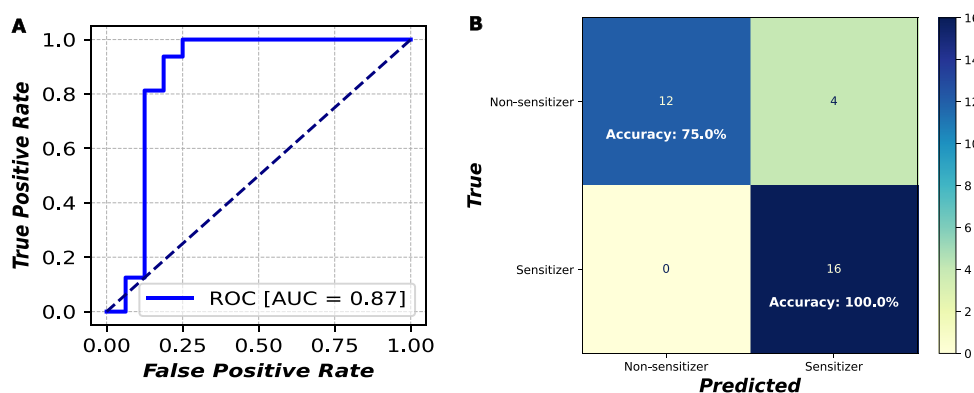 A
True Positive Rate
1.0
0.8
0.6
0.4
0.2
0.0
ROC [AUC = 0.87]
0.00 0.25 0.50 0.75 1.00
False Positive Rate
B
True
Non-sensitizer
Sensitizer
12
Accuracy: 75.0%
4
0
16
Accuracy: 100.0%
Non-sensitizer Sensitizer
Predicted
16
14
12
10
8
6
4
2
0